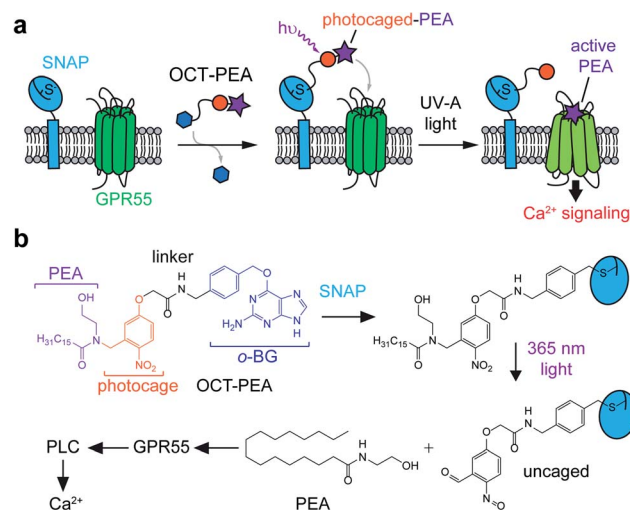 a
hυ
photocaged-PEA
SNAP
S
OCT-PEA
S
active
PEA
S
UV-A
light
GPR55
Ca²⁺ signaling
b
linker
PEA
OH
H
N
O
O
O
N
N
N
N
H
H₂N
SNAP
OH
H
N
O
O
S
H₃₁C₁₅
N
O
NO₂
o-BG
photocage
OCT-PEA
H₃₁C₁₅
N
O
NO₂
365 nm
light
PLC
GPR55
Ca²⁺
O
H
N
OH
PEA
+
H
N
O
O
S
O
N
O
uncaged